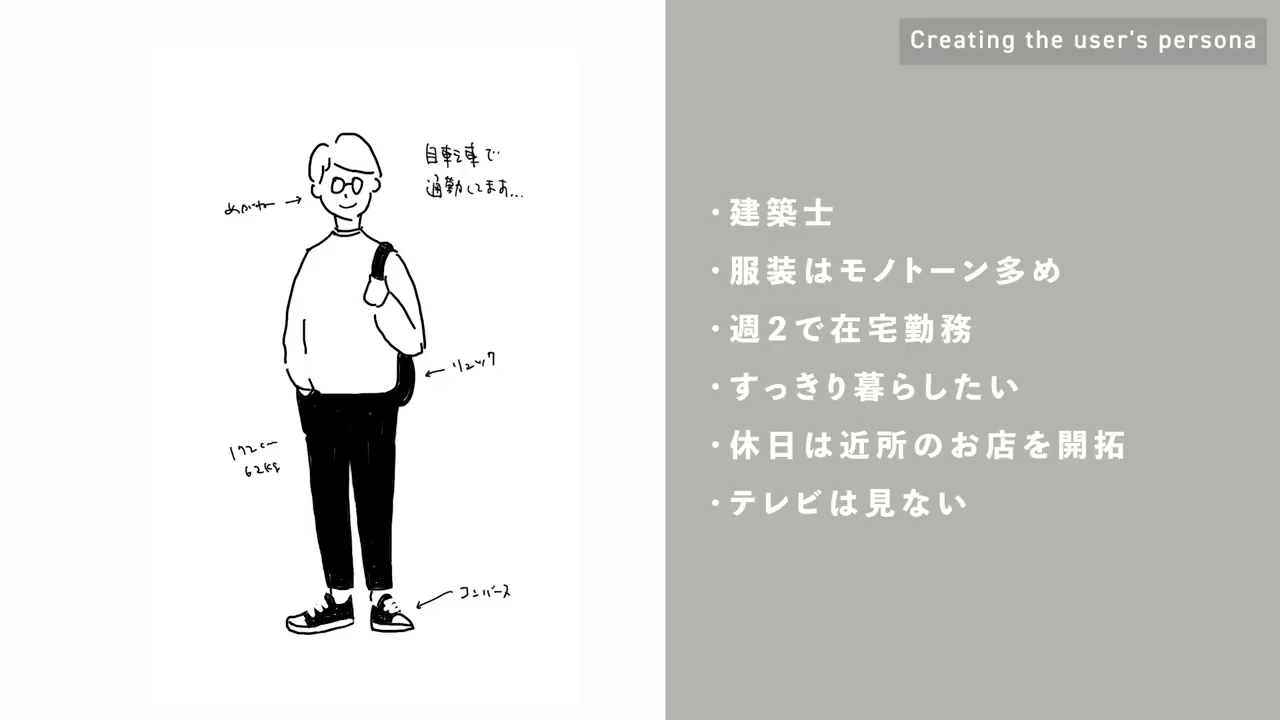 Creating the user's persona
自転車で
通勤してます...
めがね
リュック
172cm
62kg
コンバース
・建築士
・服装はモノトーン多め
・週2で在宅勤務
・すっきり暮らしたい
・休日は近所のお店を開拓
・テレビは見ない